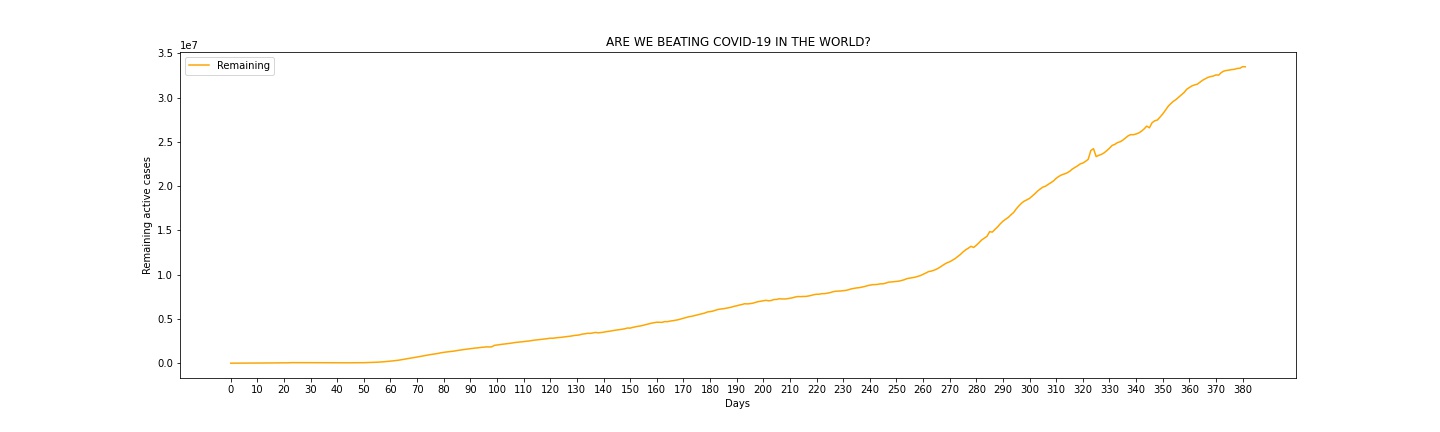 ARE WE BEATING COVID-19 IN THE WORLD?
1e7
Remaining
Remaining active cases
3.5
3.0
2.5
2.0
1.5
1.0
0.5
0.0
0 10 20 30 40 50 60 70 80 90 100 110 120 130 140 150 160 170 180 190 200 210 220 230 240 250 260 270 280 290 300 310 320 330 340 350 360 370 380
Days